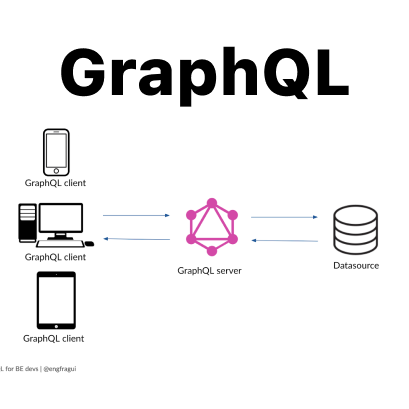 GraphQL
GraphQL client
GraphQL client
GraphQL server
Datasource
GraphQL client
for BE devs | @engfragui